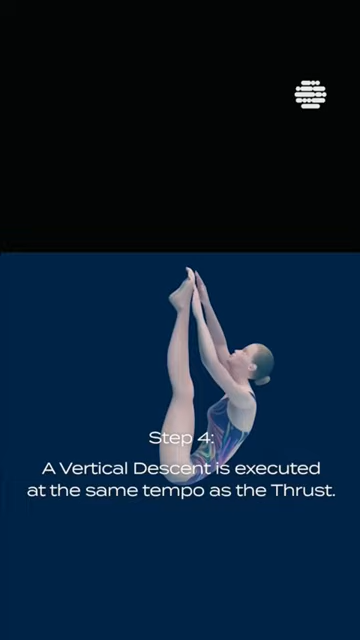 Step 4:
A Vertical Descent is executed
at the same tempo as the Thrust.